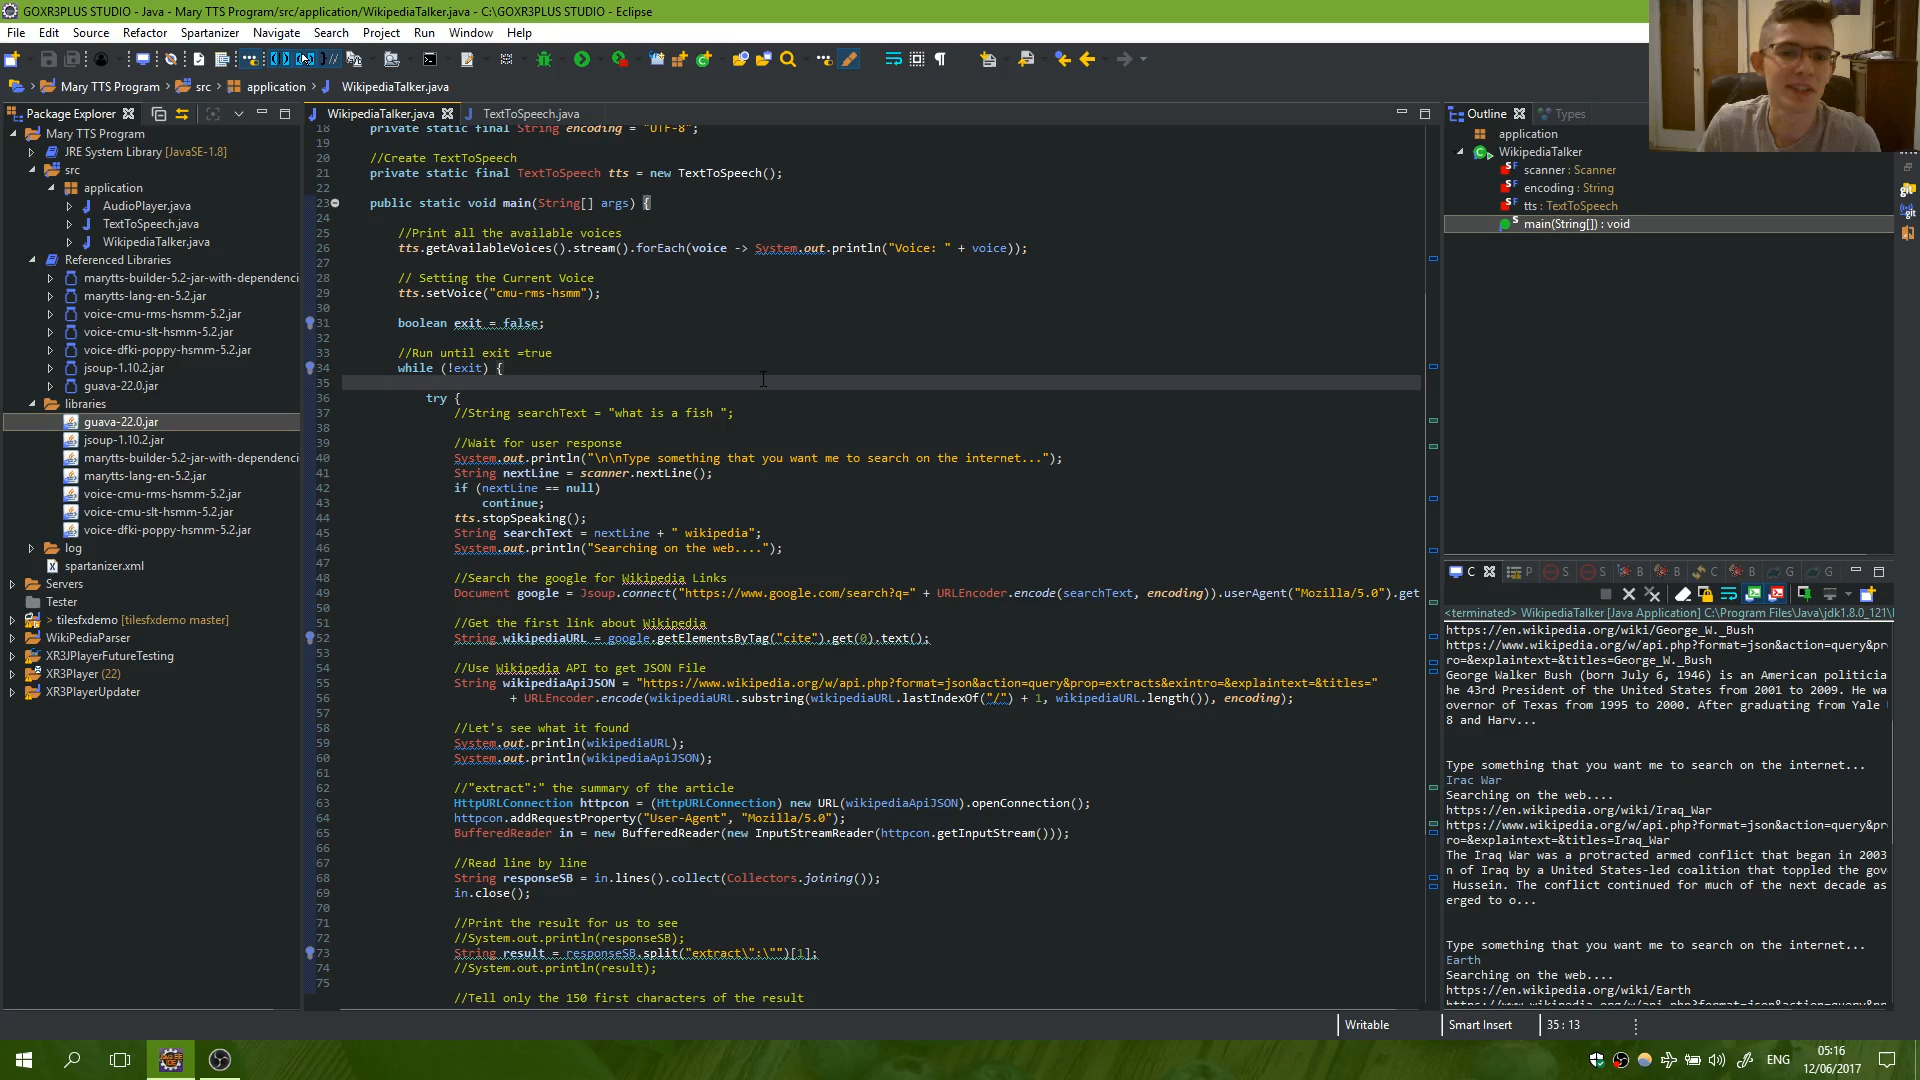 GOXR3PLUS STUDIO - Java - Mary TTS Program/src/application/WikipediaTalker.java - C:\GOXR3PLUS STUDIO - Eclipse
File Edit Source Refactor Navigate Spartanizer Search Project Run Window Help
Mary TTS Program src application WikipediaTalker.java
Package Explorer
Mary TTS Program
JRE System Library [JavaSE-1.8]
src
application
AudioPlayer.java
TextToSpeech.java
WikipediaTalker.java
Referenced Libraries
marytts-builder-5.2-jar-with-dependenci
marytts-lang-en-5.2.jar
voice-cmu-rms-hsmm-5.2.jar
voice-cmu-slt-hsmm-5.2.jar
voice-dfki-poppy-hsmm-5.2.jar
jsoup-1.10.2.jar
guava-22.0.jar
libraries
guava-22.0.jar
jsoup-1.10.2.jar
marytts-builder-5.2-jar-with-dependenci
marytts-lang-en-5.2.jar
voice-cmu-rms-hsmm-5.2.jar
voice-cmu-slt-hsmm-5.2.jar
voice-dfki-poppy-hsmm-5.2.jar
log
spartanizer.xml
Servers
Tester
> tilesfxdemo [tilesfxdemo master]
WikiPediaParser
XR3JPlayerFutureTesting
XR3Player (22)
XR3PlayerUpdater
WikipediaTalker.java TextToSpeech.java
18 private static final String encoding = "UTF-8";
19
20 //Create TextToSpeech
21 private static final TextToSpeech tts = new TextToSpeech();
22
23 public static void main(String[] args) {
24
25 //Print all the available voices
26 tts.getAvailableVoices().stream().forEach(voice -> System.out.println("Voice: " + voice));
27
28 // Setting the Current Voice
29 tts.setVoice("cmu-rms-hsmm");
30
31 boolean exit = false;
32
33 //Run until exit =true
34 while (!exit) {
35
36 try {
37 //String searchText = "what is a fish ";
38
39 //Wait for user response
40 System.out.println("\n\nType something that you want me to search on the internet...");
41 String nextLine = scanner.nextLine();
42 if (nextLine == null)
43 continue;
44 tts.stopSpeaking();
45 String searchText = nextLine + " wikipedia";
46 System.out.println("Searching on the web....");
47
48 //Search the google for Wikipedia Links
49 Document google = Jsoup.connect("https://www.google.com/search?q=" + URLEncoder.encode(searchText, encoding)).userAgent("Mozilla/5.0").get
50
51 //Get the first link about Wikipedia
52 String wikipediaURL = google.getElementsByTag("cite").get(0).text();
53
54 //Use Wikipedia API to get JSON File
55 String wikipediaApiJSON = "https://www.wikipedia.org/w/api.php?format=json&action=query&prop=extracts&exintro=&explaintext=&titles="
56 + URLEncoder.encode(wikipediaURL.substring(wikipediaURL.lastIndexOf("/") + 1, wikipediaURL.length()), encoding);
57
58 //Let's see what it found
59 System.out.println(wikipediaURL);
60 System.out.println(wikipediaApiJSON);
61
62 //"extract":" the summary of the article
63 HttpURLConnection httpcon = (HttpURLConnection) new URL(wikipediaApiJSON).openConnection();
64 httpcon.addRequestProperty("User-Agent", "Mozilla/5.0");
65 BufferedReader in = new BufferedReader(new InputStreamReader(httpcon.getInputStream()));
66
67 //Read line by line
68 String responseSB = in.lines().collect(Collectors.joining());
69 in.close();
70
71 //Print the result for us to see
72 //System.out.println(responseSB);
73 String result = responseSB.split("extract\":\"")[1];
74 //System.out.println(result);
75
//Tell only the 150 first characters of the result
Outline Types
application
WikipediaTalker
scanner : Scanner
encoding : String
tts : TextToSpeech
main(String[]) : void
C P S S B B C B G G
<terminated> WikipediaTalker [Java Application] C:\Program Files\Java\jdk1.8.0_121\
https://en.wikipedia.org/wiki/George_W._Bush
https://www.wikipedia.org/w/api.php?format=json&action=query&pr
ro=&explaintext=&titles=George_W._Bush
George Walker Bush (born July 6, 1946) is an American politicia
he 43rd President of the United States from 2001 to 2009. He wa
overnor of Texas from 1995 to 2000. After graduating from Yale
8 and Harv...
Type something that you want me to search on the internet...
Irac War
Searching on the web....
https://en.wikipedia.org/wiki/Iraq_War
https://www.wikipedia.org/w/api.php?format=json&action=query&pr
ro=&explaintext=&titles=Iraq_War
The Iraq War was a protracted armed conflict that began in 2003
n of Iraq by a United States-led coalition that toppled the gov
Hussein. The conflict continued for much of the next decade as
erged to o...
Type something that you want me to search on the internet...
Earth
Searching on the web....
https://en.wikipedia.org/wiki/Earth
Writable Smart Insert 35 : 13
ENG 05:16
12/06/2017